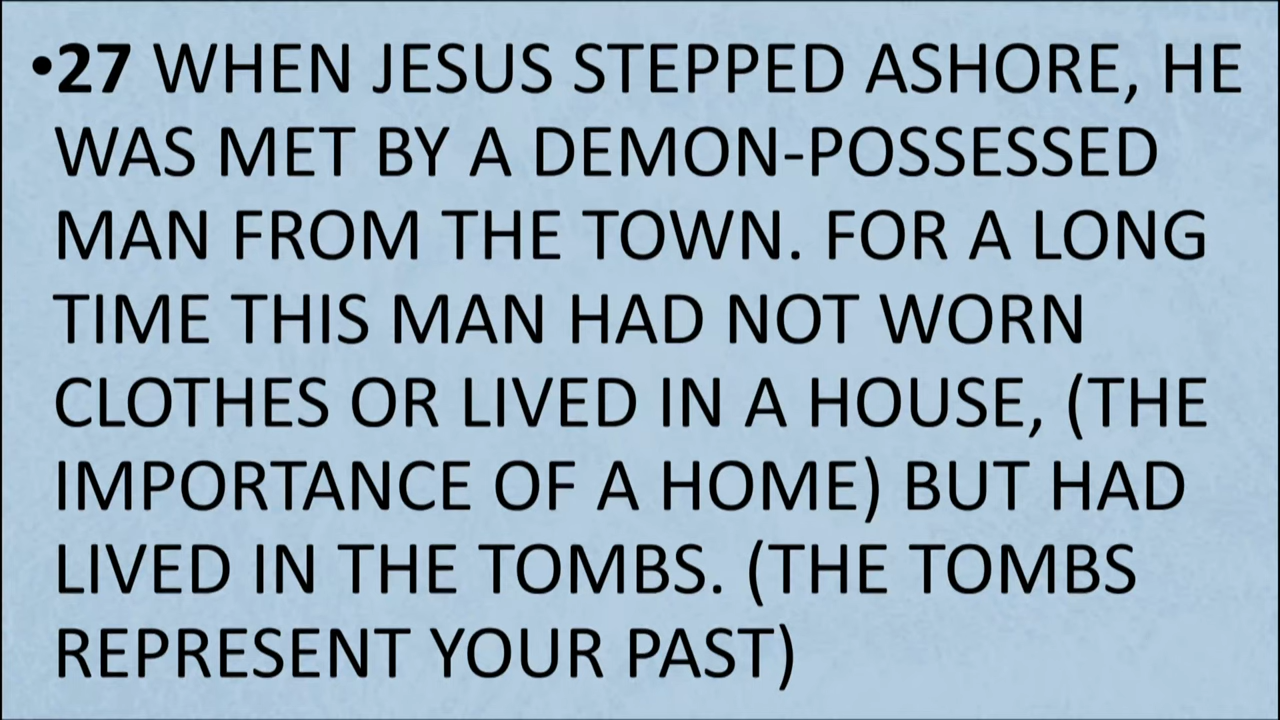 •27 WHEN JESUS STEPPED ASHORE, HE
WAS MET BY A DEMON-POSSESSED
MAN FROM THE TOWN. FOR A LONG
TIME THIS MAN HAD NOT WORN
CLOTHES OR LIVED IN A HOUSE, (THE
IMPORTANCE OF A HOME) BUT HAD
LIVED IN THE TOMBS. (THE TOMBS
REPRESENT YOUR PAST)